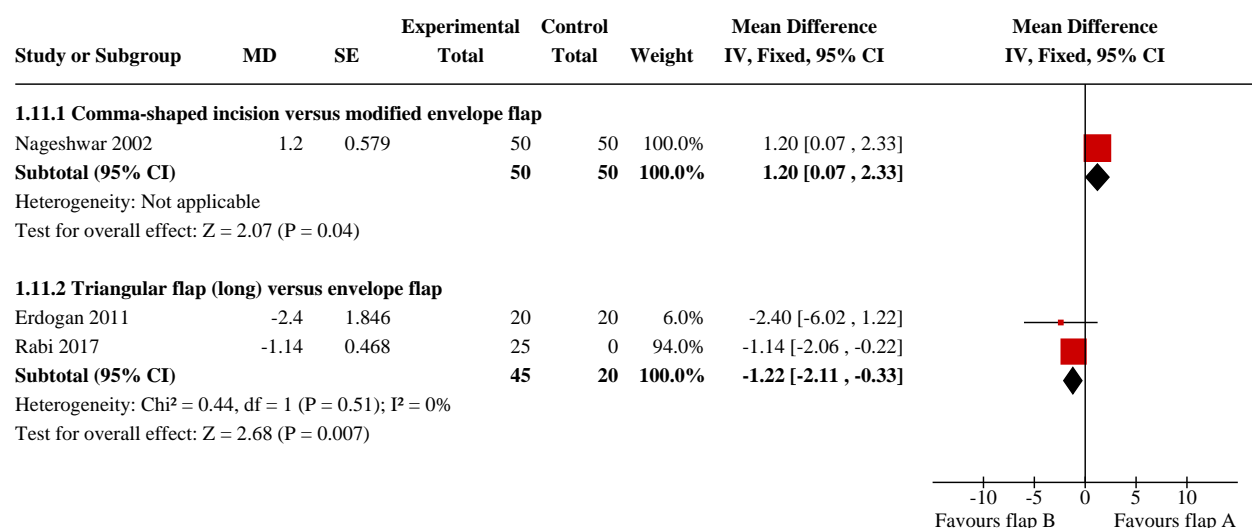 Experimental Control Mean Difference Mean Difference
Study or Subgroup MD SE Total Total Weight IV, Fixed, 95% CI IV, Fixed, 95% CI
1.11.1 Comma-shaped incision versus modified envelope flap
Nageshwar 2002 1.2 0.579 50 50 100.0% 1.20 [0.07 , 2.33]
Subtotal (95% CI) 50 50 100.0% 1.20 [0.07 , 2.33]
Heterogeneity: Not applicable
Test for overall effect: Z = 2.07 (P = 0.04)
1.11.2 Triangular flap (long) versus envelope flap
Erdogan 2011 -2.4 1.846 20 20 6.0% -2.40 [-6.02 , 1.22]
Rabi 2017 -1.14 0.468 25 0 94.0% -1.14 [-2.06 , -0.22]
Subtotal (95% CI) 45 20 100.0% -1.22 [-2.11 , -0.33]
Heterogeneity: Chi² = 0.44, df = 1 (P = 0.51); I² = 0%
Test for overall effect: Z = 2.68 (P = 0.007)
-10 -5 0 5 10
Favours flap B Favours flap A